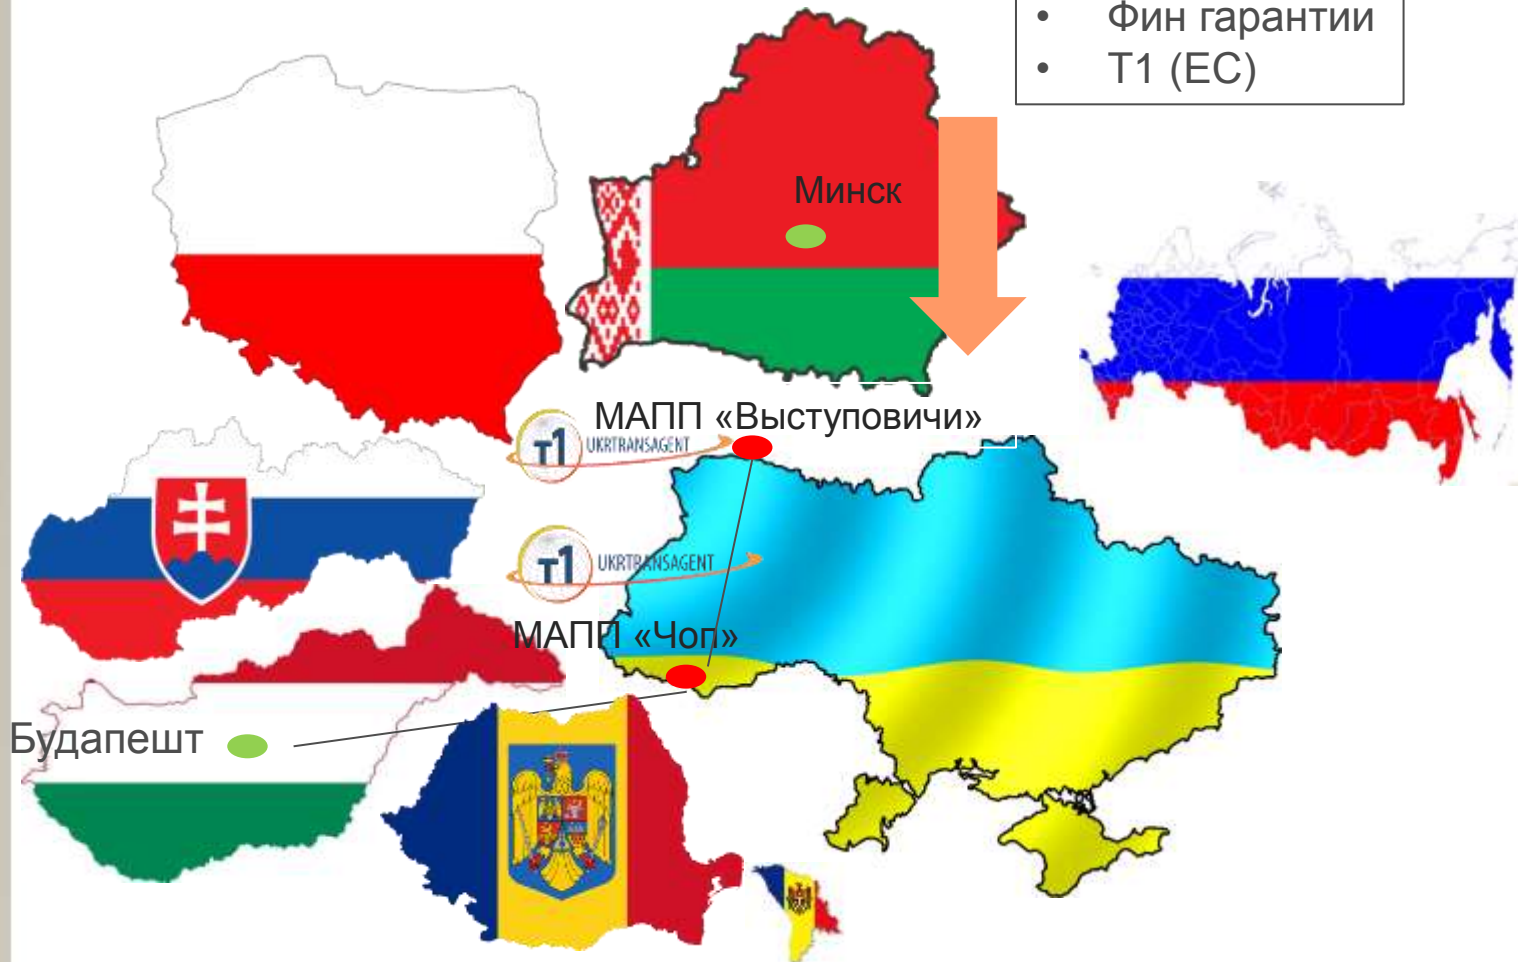 • Фин гарантии
• Т1 (ЕС)
Минск
МАПП «Выступовичи»
T1 UKRTRANSAGENT
T1 UKRTRANSAGENT
МАПП «Чоп»
Будапешт